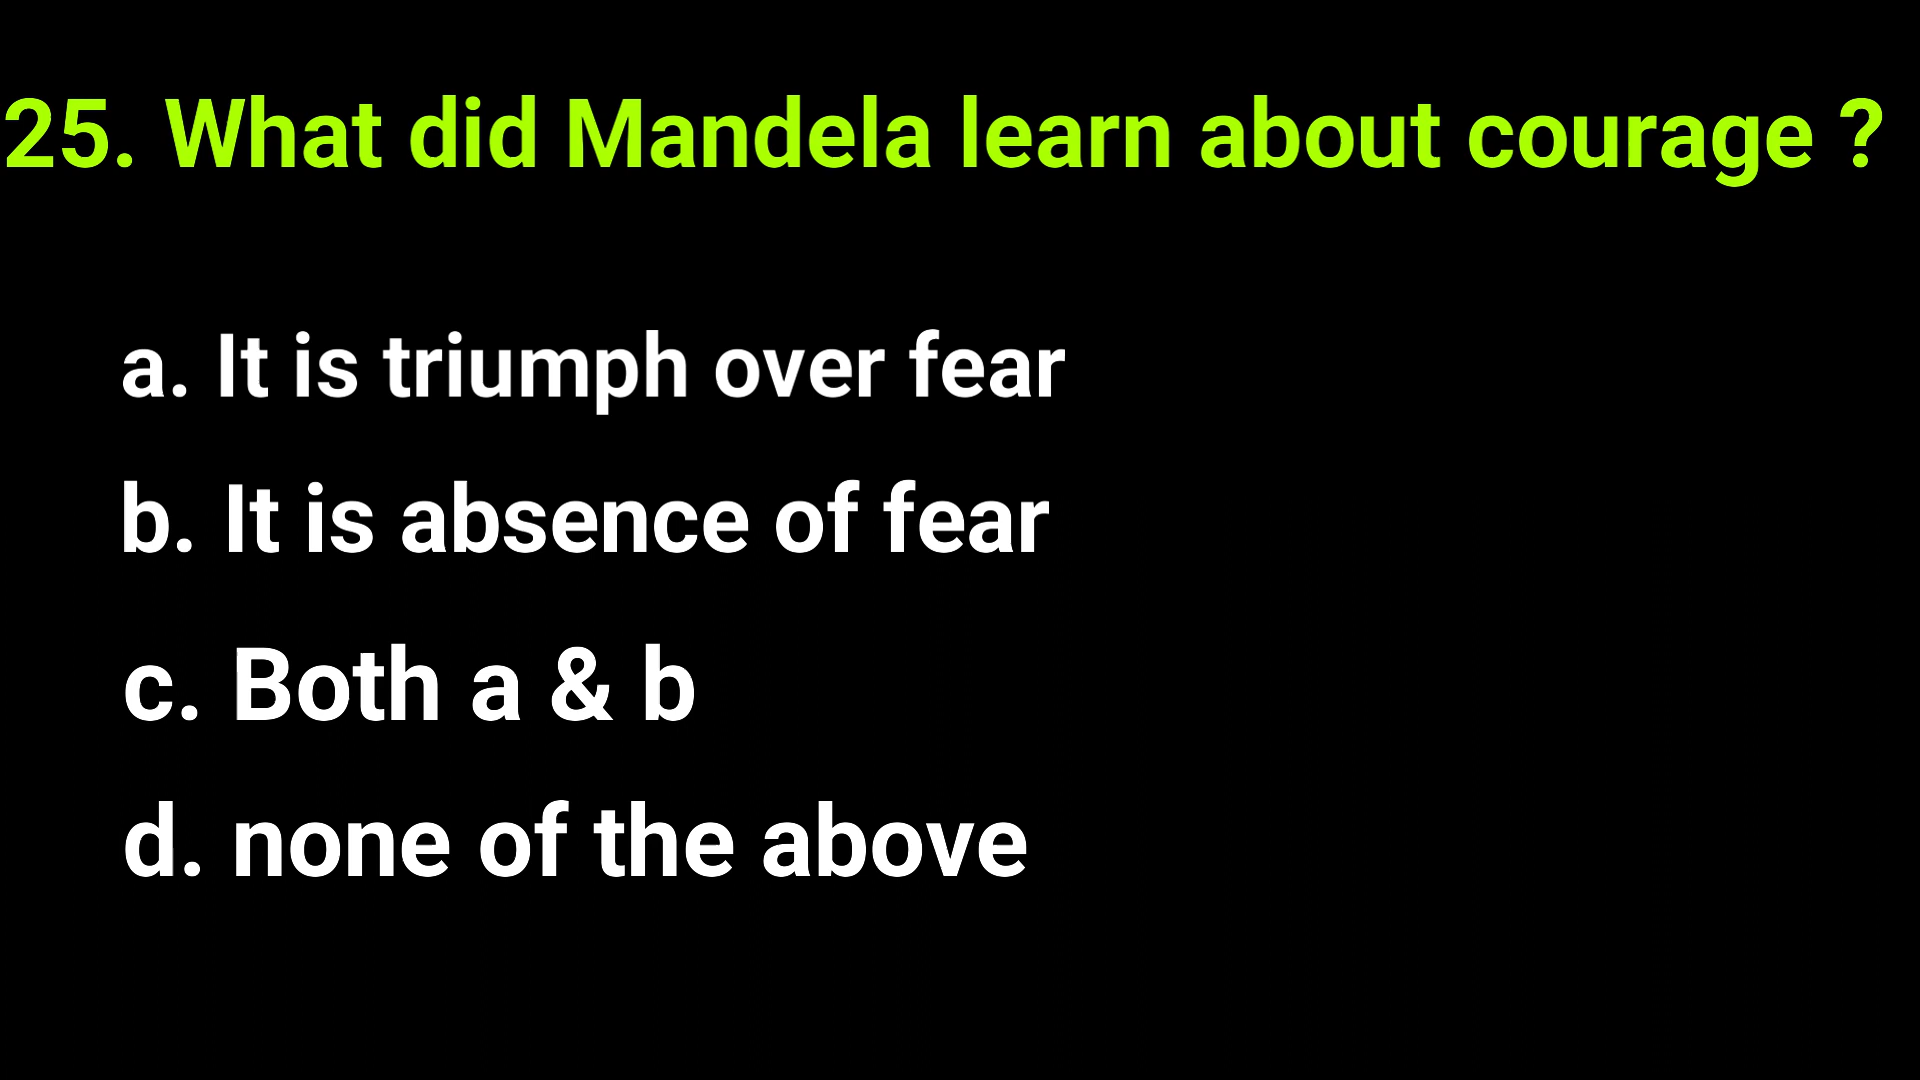 25. What did Mandela learn about courage ?
a. It is triumph over fear
b. It is absence of fear
c. Both a & b
d. none of the above